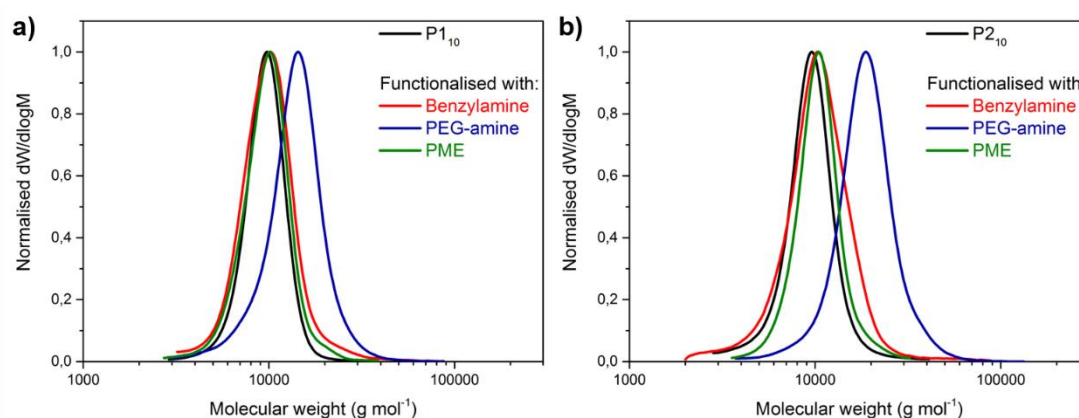 a)
P1₁₀
Functionalised with:
Benzylamine
PEG-amine
PME
1,0
0,8
0,6
0,4
0,2
0,0
Normalised dW/dlogM
1000
10000
100000
Molecular weight (g mol⁻¹)
b)
P2₁₀
Functionalised with
Benzylamine
PEG-amine
PME
1,0
0,8
0,6
0,4
0,2
0,0
Normalised dW/dlogM
1000
10000
100000
Molecular weight (g mol⁻¹)